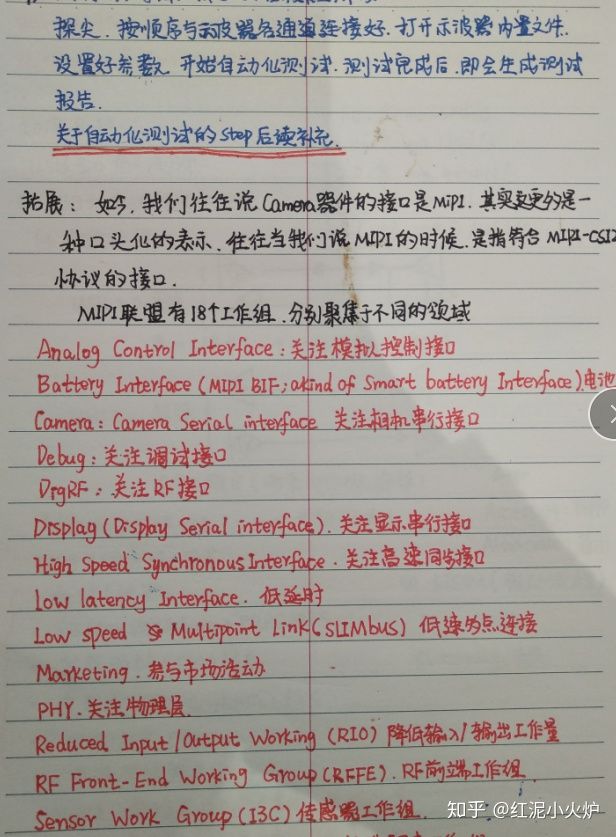 探尖．按顺序与示波器各通道连接好．打开示波器内置文件．
设置好参数，开始自动化测试．测试完成后．即会生成测试
报告．
关于自动化测试的step后续补充．
拓展：如今，我们往往说Camera器件的接口是MIPI．其实更多的是一
种口头化的表示、往往当我们说MIPI的时候．是指符合MIPI-CSI2
协议的接口．
MIPI联盟有18个工作组．分别聚焦于不同的领域
Analog Control Interface：关注模拟控制接口
Battery Interface（MIPI BIF；akind of Smart battery Interface）．电池
Camera：Camera Serial interface 关注相机串行接口
Debug：关注调试接口
DigRF：关注RF接口
Display（Display Serial interface）．关注显示串行接口
High Speed Synchronous Interface．关注高速同步接口
Low latency Interface．低延时
Low speed Multipoint Link（SLIMbus）低速多点连接
Marketing．参与市场活动
PHY．关注物理层
Reduced Input/Output Working（RIO）降低输入/输出工作量
RF Front-End Working Group（RFFE）．RF前端工作组．
Sensor Work Group（I3C）传感器工作组．
知乎 @红泥小火炉